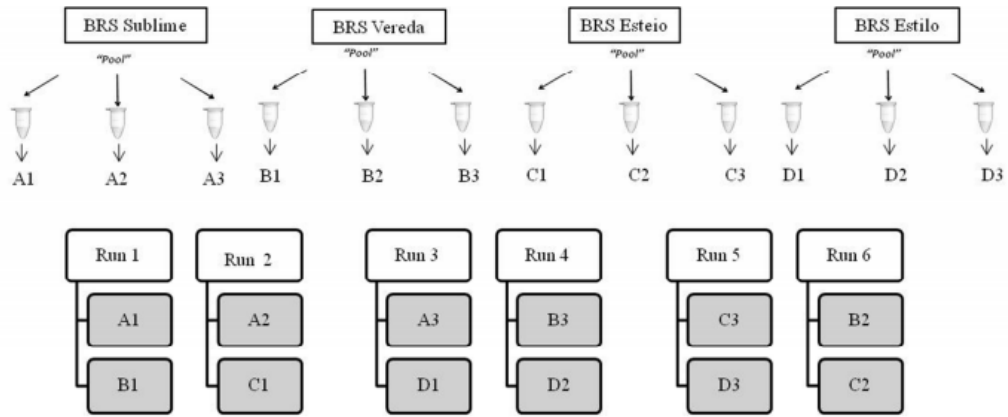 BRS Sublime BRS Vereda BRS Esteio BRS Estilo
"Pool" "Pool" "Pool" "Pool"
A1 A2 A3 B1 B2 B3 C1 C2 C3 D1 D2 D3
Run 1 Run 2 Run 3 Run 4 Run 5 Run 6
A1 A2 A3 B3 C3 B2
B1 C1 D1 D2 D3 C2